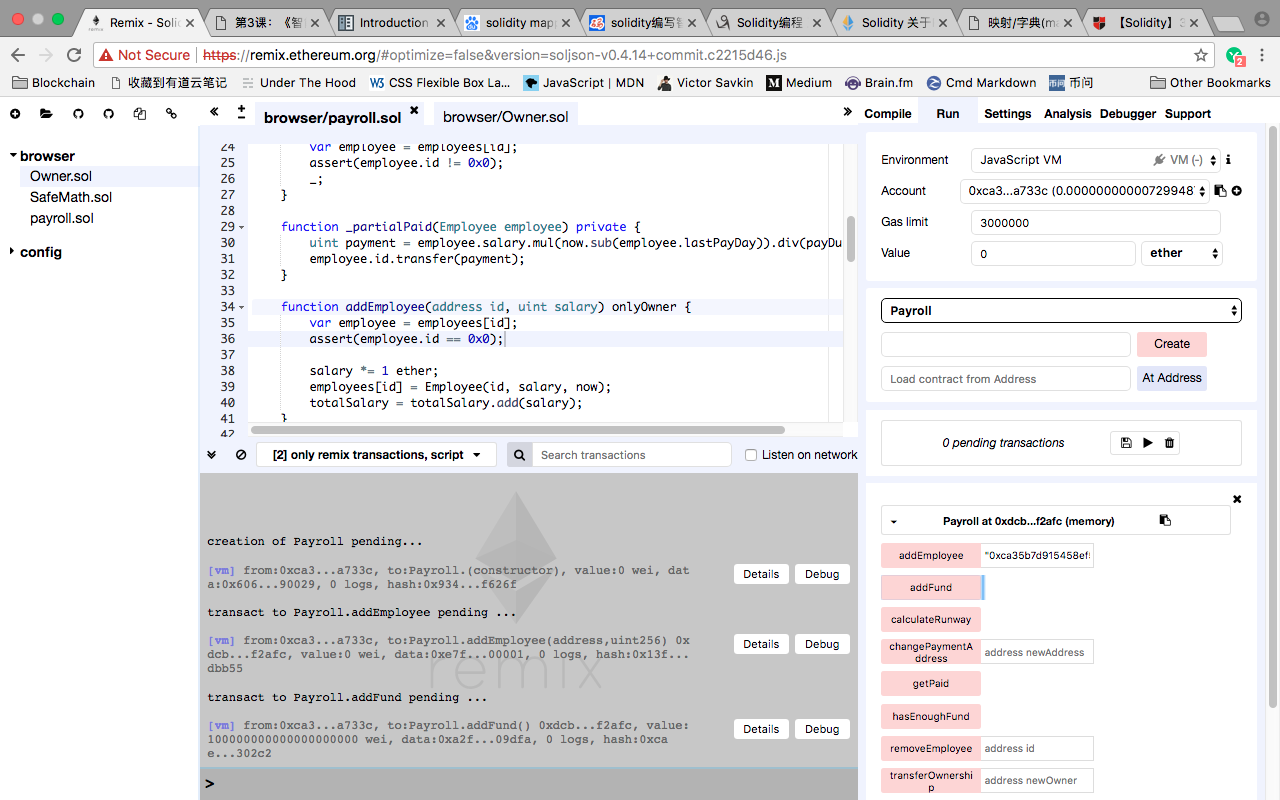 Remix - Solic
第3课：《智
Introduction
solidity mapp
solidity编写智
Solidity编程
Solidity 关于
映射/字典(ma
【Solidity】3
Not Secure https://remix.ethereum.org/#optimize=false&version=soljson-v0.4.14+commit.c2215d46.js
2
Blockchain 收藏到有道云笔记 Under The Hood CSS Flexible Box La... JavaScript | MDN Victor Savkin Medium Brain.fm Cmd Markdown 币问 Other Bookmarks
browser
Owner.sol
SafeMath.sol
payroll.sol
config
browser/payroll.sol
browser/Owner.sol
24 var employee = employees[id];
25 assert(employee.id != 0x0);
26 _;
27 }
28
29 function _partialPaid(Employee employee) private {
30 uint payment = employee.salary.mul(now.sub(employee.lastPayDay)).div(payDu
31 employee.id.transfer(payment);
32 }
33
34 function addEmployee(address id, uint salary) onlyOwner {
35 var employee = employees[id];
36 assert(employee.id == 0x0);
37
38 salary *= 1 ether;
39 employees[id] = Employee(id, salary, now);
40 totalSalary = totalSalary.add(salary);
41 }
42
[2] only remix transactions, script
Search transactions
Listen on network
creation of Payroll pending...
[vm] from:0xca3...a733c, to:Payroll.(constructor), value:0 wei, dat
a:0x606...90029, 0 logs, hash:0x934...f626f
Details Debug
transact to Payroll.addEmployee pending ...
[vm] from:0xca3...a733c, to:Payroll.addEmployee(address,uint256) 0x
dcb...f2afc, value:0 wei, data:0xe7f...00001, 0 logs, hash:0x13f...
dbb55
Details Debug
remix
transact to Payroll.addFund pending ...
[vm] from:0xca3...a733c, to:Payroll.addFund() 0xdcb...f2afc, value:
100000000000000000000 wei, data:0xa2f...09dfa, 0 logs, hash:0xca
e...302c2
Details Debug
>
Compile Run Settings Analysis Debugger Support
Environment JavaScript VM VM (-)
Account 0xca3...a733c (0.00000000000729948
Gas limit 3000000
Value 0 ether
Payroll
Create
Load contract from Address At Address
0 pending transactions
Payroll at 0xdcb...f2afc (memory)
addEmployee "0xca35b7d915458ef
addFund
calculateRunway
changePaymentA
ddress address newAddress
getPaid
hasEnoughFund
removeEmployee address id
transferOwnershi
p address newOwner